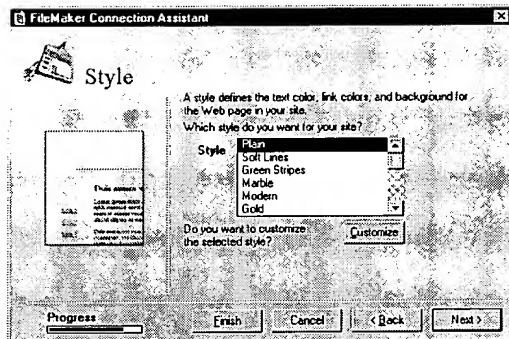 FileMaker Connection Assistant
Style
A style defines the text color, link colors, and background for
the Web page in your site.
Which style do you want for your site?
Style
Plain
Soft Lines
Green Stripes
Marble
Modern
Gold
Do you want to customize
the selected style?
Customize
Progress
Finish
Cancel
< Back
Next >